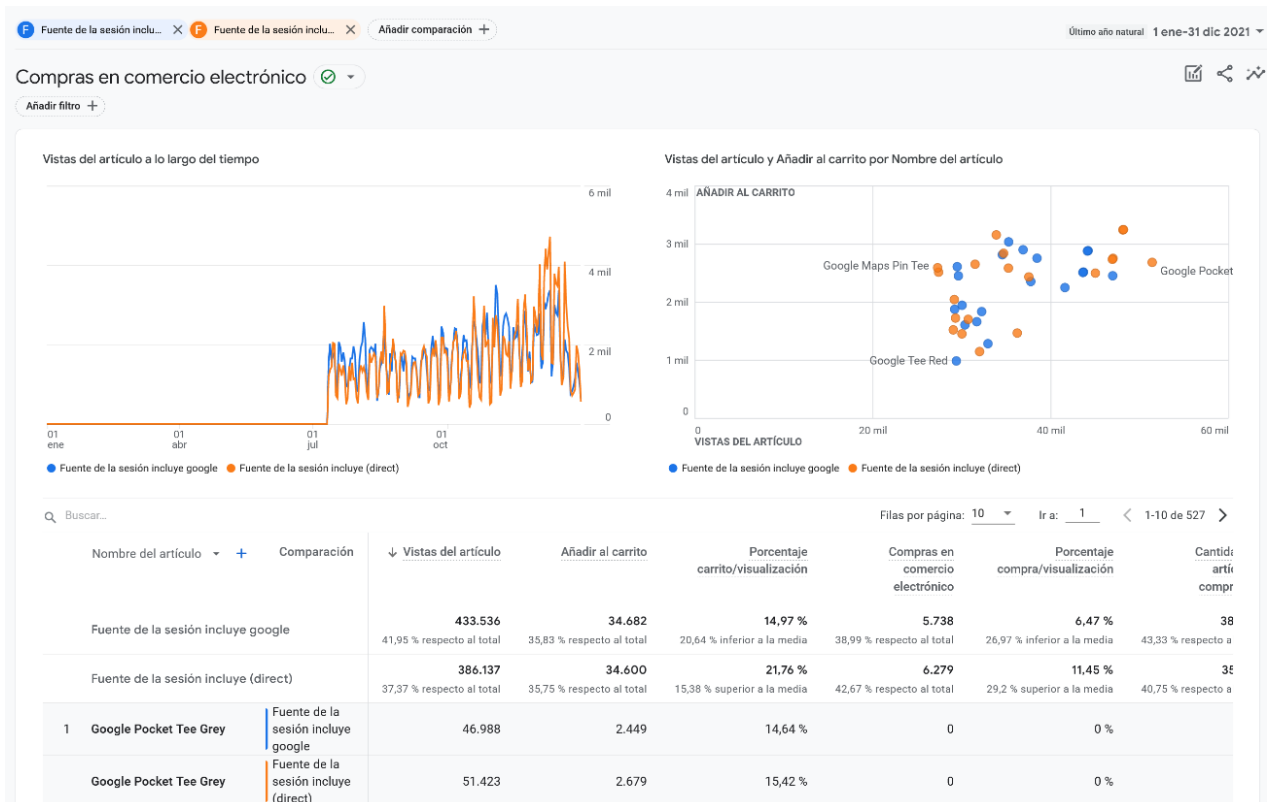 F Fuente de la sesión inclu... F Fuente de la sesión inclu... Añadir comparación Último año natural 1 ene-31 dic 2021
Compras en comercio electrónico
Añadir filtro
Vistas del artículo a lo largo del tiempo
6 mil
4 mil
2 mil
0
01 ene
01 abr
01 jul
01 oct
Fuente de la sesión incluye google Fuente de la sesión incluye (direct)
Vistas del artículo y Añadir al carrito por Nombre del artículo
4 mil AÑADIR AL CARRITO
3 mil
Google Maps Pin Tee
Google Pocket
2 mil
1 mil Google Tee Red
0
0 20 mil 40 mil 60 mil
VISTAS DEL ARTÍCULO
Fuente de la sesión incluye google Fuente de la sesión incluye (direct)
Buscar... Filas por página: 10 Ir a: 1 1-10 de 527
Nombre del artículo + Comparación ↓ Vistas del artículo Añadir al carrito Porcentaje carrito/visualización Compras en comercio electrónico Porcentaje compra/visualización Cantida artíc compr
Fuente de la sesión incluye google 433.536 34.682 14,97 % 5.738 6,47 % 38
41,95 % respecto al total 35,83 % respecto al total 20,64 % inferior a la media 38,99 % respecto al total 26,97 % inferior a la media 43,33 % respecto a
Fuente de la sesión incluye (direct) 386.137 34.600 21,76 % 6.279 11,45 % 35
37,37 % respecto al total 35,75 % respecto al total 15,38 % superior a la media 42,67 % respecto al total 29,2 % superior a la media 40,75 % respecto a
1 Google Pocket Tee Grey Fuente de la sesión incluye google 46.988 2.449 14,64 % 0 0 %
Google Pocket Tee Grey Fuente de la sesión incluye (direct) 51.423 2.679 15,42 % 0 0 %